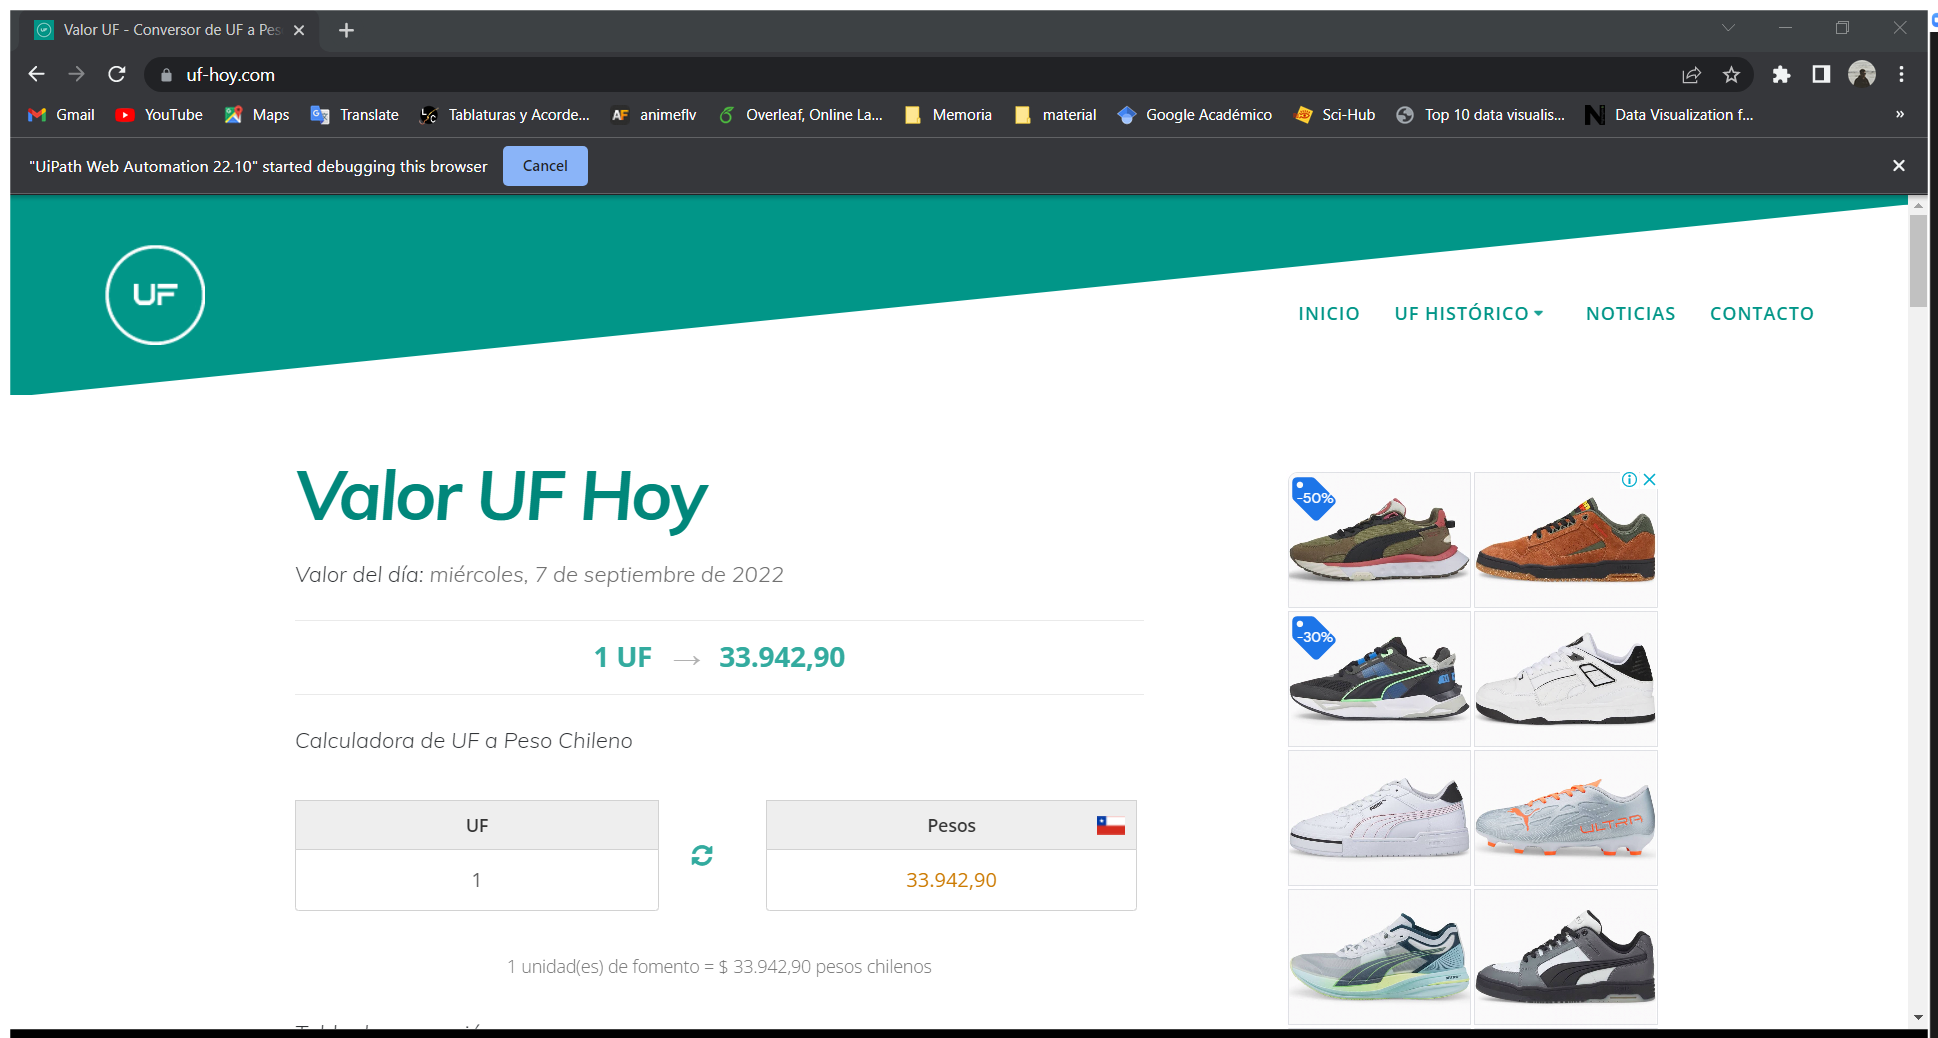 Valor UF - Conversor de UF a Pes
uf-hoy.com
Gmail YouTube Maps Translate Tablaturas y Acorde... AF animeflv Overleaf, Online La... Memoria material Google Académico Sci-Hub Top 10 data visualis... N Data Visualization f... »
"UiPath Web Automation 22.10" started debugging this browser Cancel
UF
INICIO UF HISTÓRICO NOTICIAS CONTACTO
Valor UF Hoy
Valor del día: miércoles, 7 de septiembre de 2022
1 UF → 33.942,90
Calculadora de UF a Peso Chileno
UF Pesos
1 33.942,90
1 unidad(es) de fomento = $ 33.942,90 pesos chilenos
-50%
-30%
ULTRA